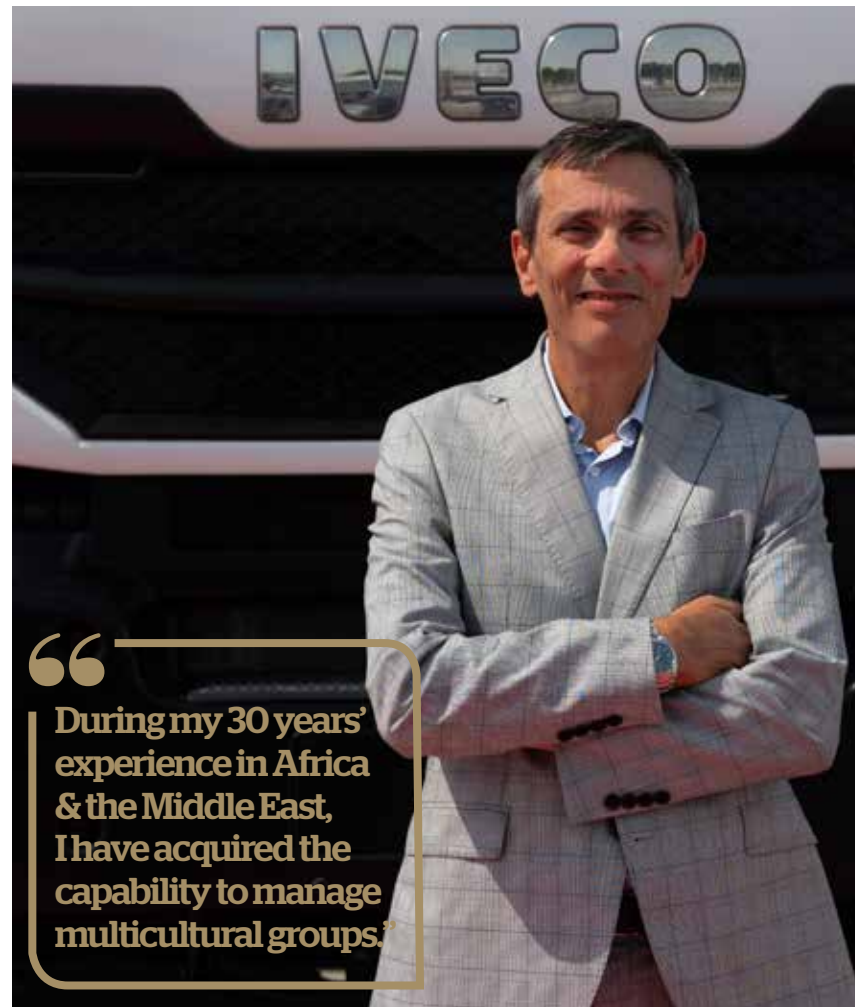 IVECO
“
During my 30 years’
experience in Africa
& the Middle East,
I have acquired the
capability to manage
multicultural groups.”